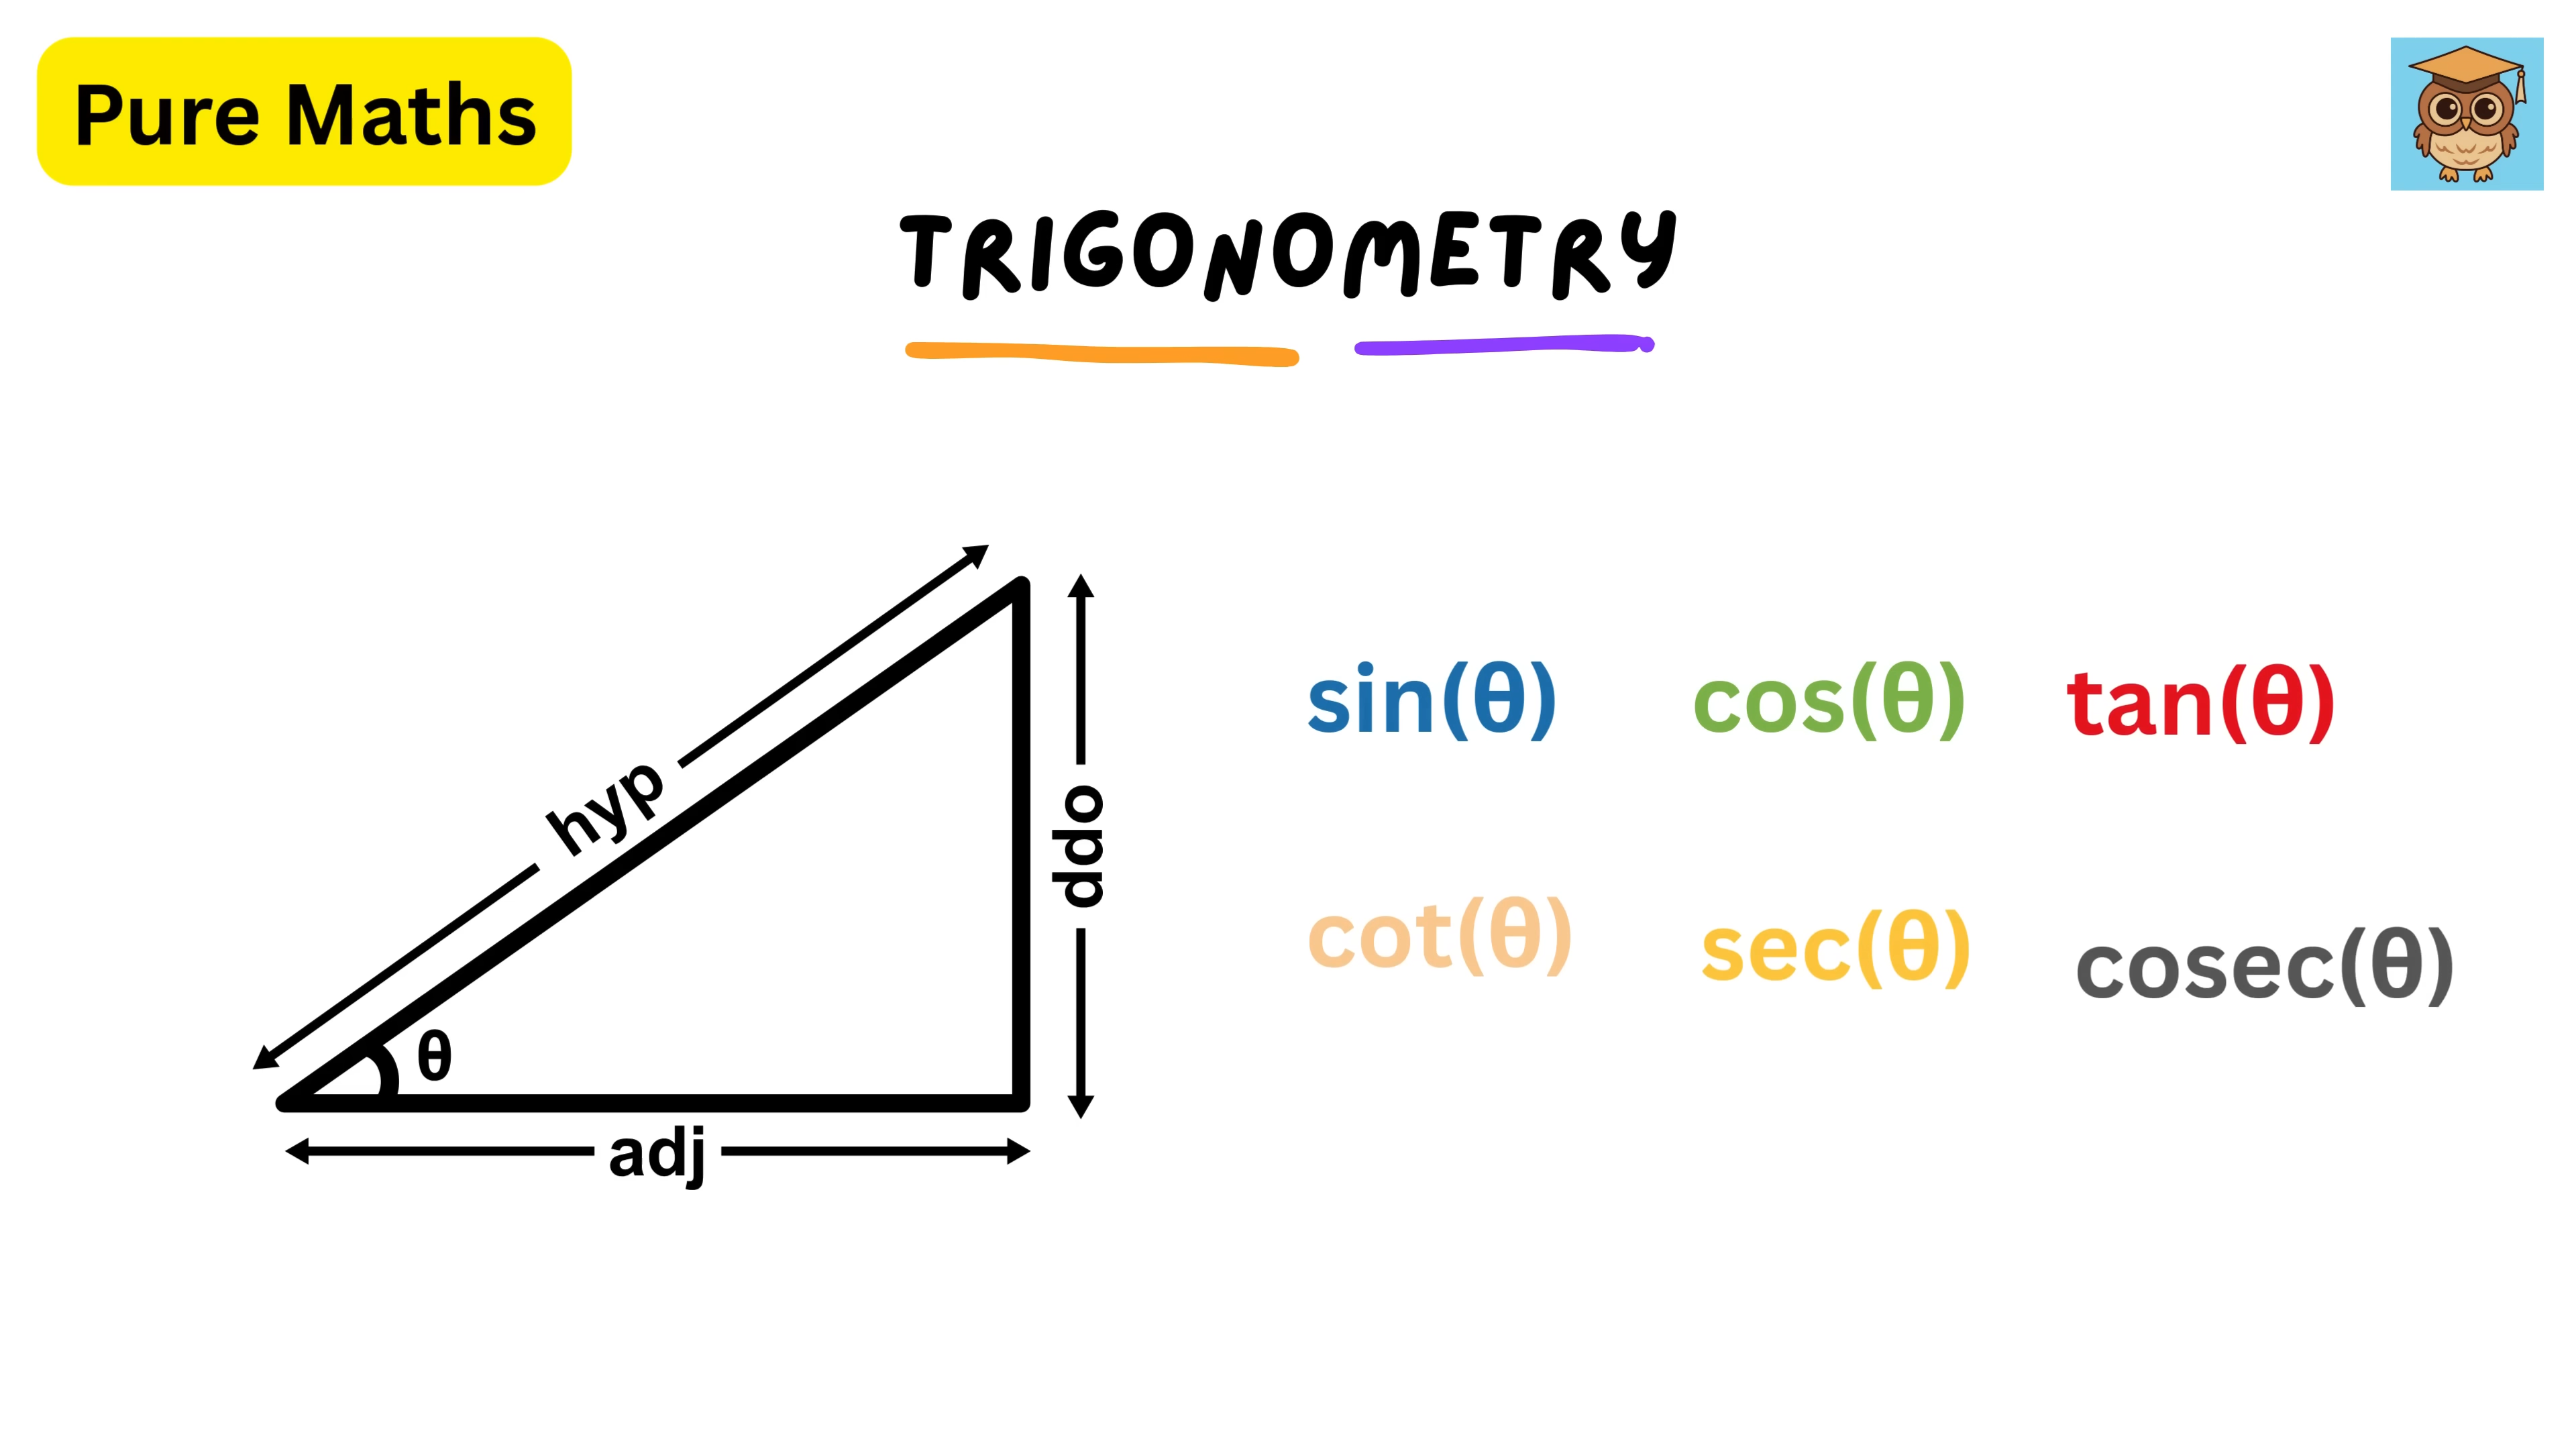 Pure Maths
TRIGONOMETRY
hyp
opp
θ
adj
sin(θ) cos(θ) tan(θ)
cot(θ) sec(θ) cosec(θ)